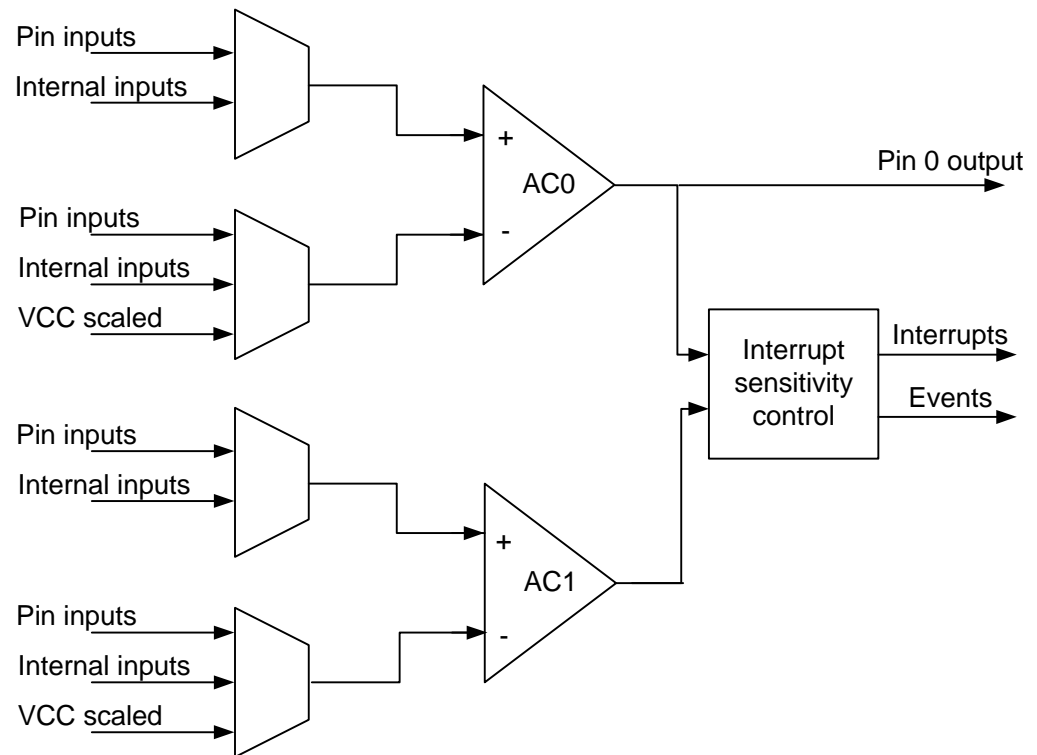 Pin inputs
Internal inputs
+
AC0
-
Pin 0 output
Pin inputs
Internal inputs
VCC scaled
Interrupt
sensitivity
control
Interrupts
Events
Pin inputs
Internal inputs
+
AC1
-
Pin inputs
Internal inputs
VCC scaled